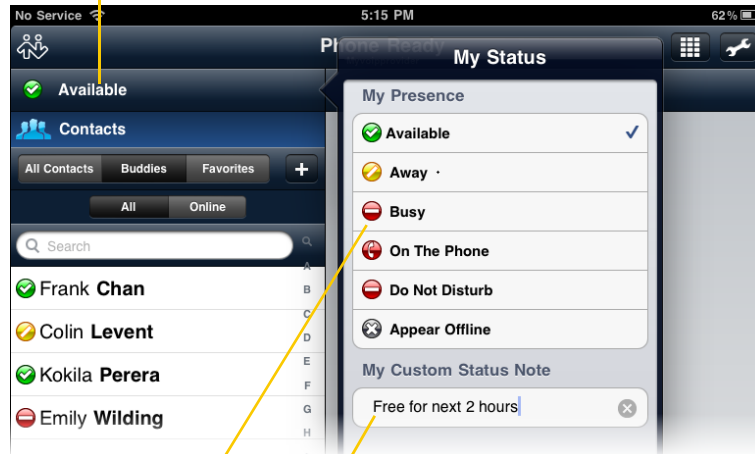 No Service 5:15 PM 62%
Phone Ready
My Status
Available
Contacts
All Contacts Buddies Favorites +
All Online
Search
A
Frank Chan
B
C
Colin Levent
D
E
Kokila Perera
F
G
Emily Wilding
H
My Presence
Available
Away
Busy
On The Phone
Do Not Disturb
Appear Offline
My Custom Status Note
Free for next 2 hours